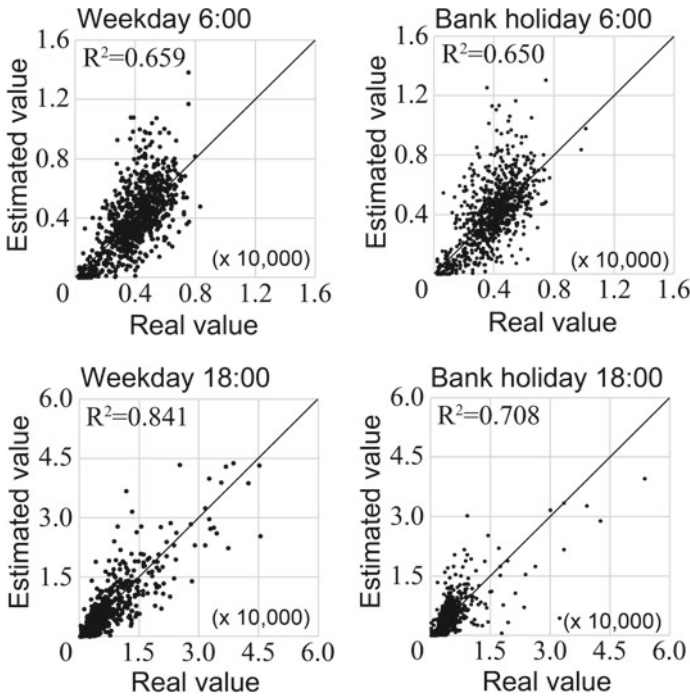 Weekday 6:00
Bank holiday 6:00
R²=0.659
R²=0.650
Estimated value
1.6
1.2
0.8
0.4
(x 10,000)
0 0.4 0.8 1.2 1.6
Real value
Estimated value
1.6
1.2
0.8
0.4
(x 10,000)
0 0.4 0.8 1.2 1.6
Real value
Weekday 18:00
Bank holiday 18:00
R²=0.841
R²=0.708
Estimated value
6.0
4.5
3.0
1.5
(x 10,000)
0 1.5 3.0 4.5 6.0
Real value
Estimated value
6.0
4.5
3.0
1.5
(x 10,000)
0 1.5 3.0 4.5 6.0
Real value